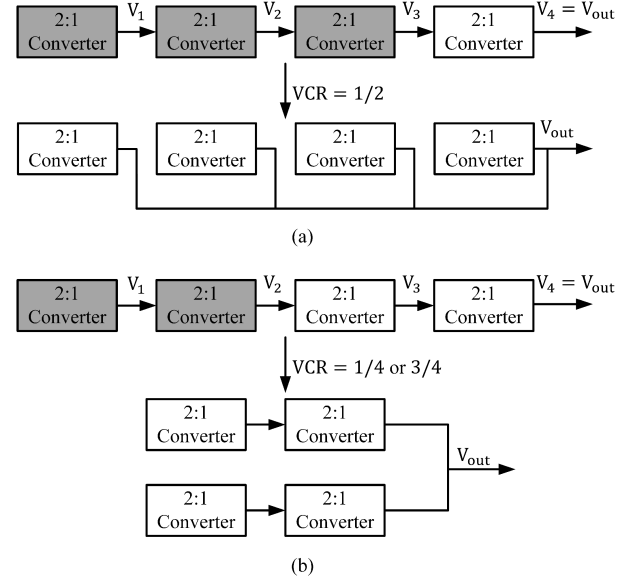 2:1 Converter V₁ 2:1 Converter V₂ 2:1 Converter V₃ 2:1 Converter V₄ = Vₒᵤₜ
VCR = 1/2
2:1 Converter 2:1 Converter 2:1 Converter 2:1 Converter Vₒᵤₜ
(a)
2:1 Converter V₁ 2:1 Converter V₂ 2:1 Converter V₃ 2:1 Converter V₄ = Vₒᵤₜ
VCR = 1/4 or 3/4
2:1 Converter 2:1 Converter
Vₒᵤₜ
2:1 Converter 2:1 Converter
(b)